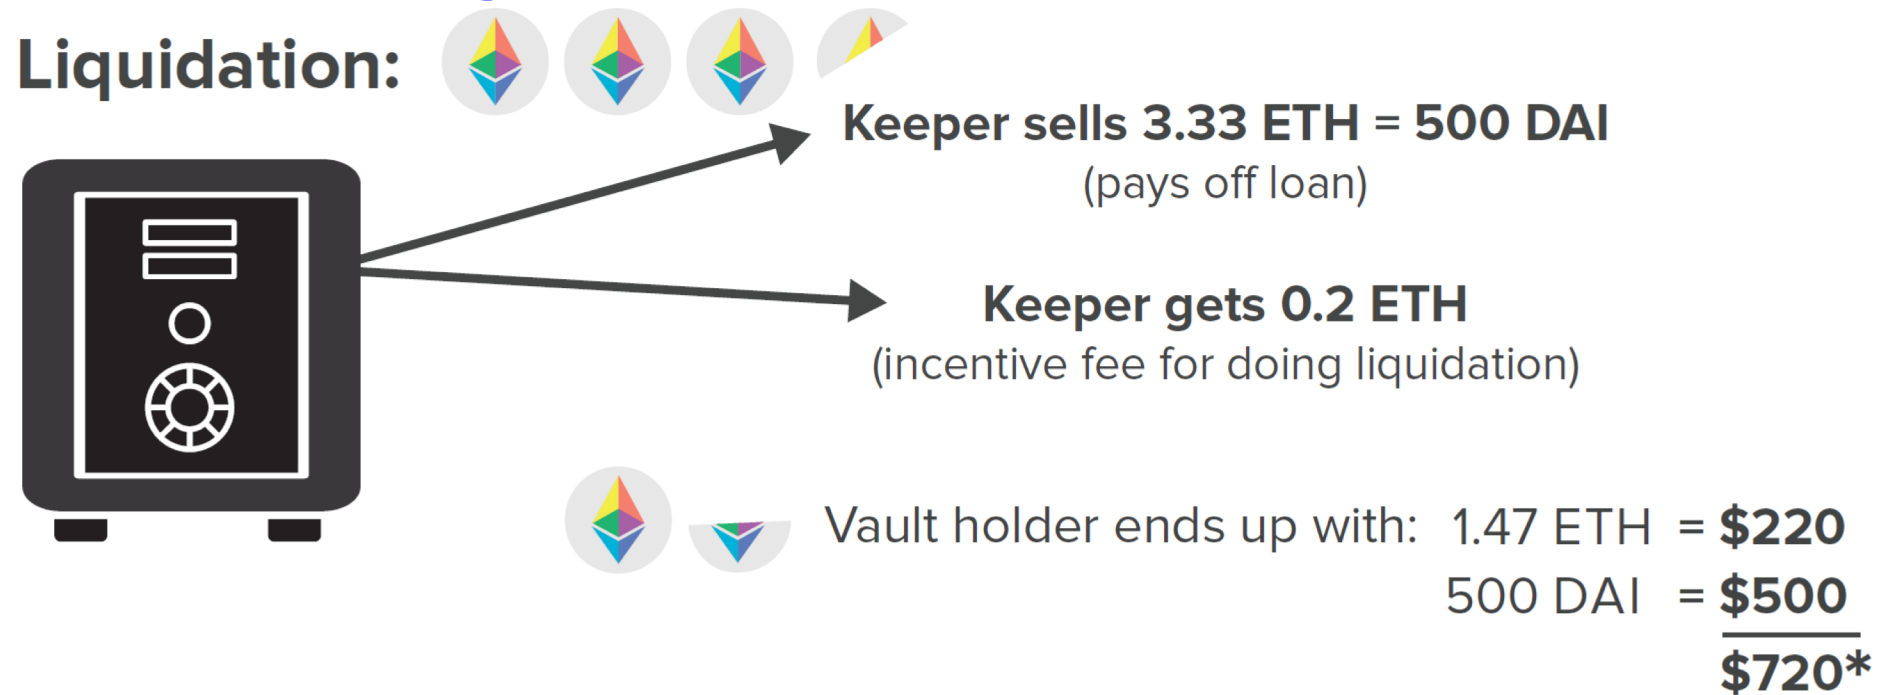 Liquidation:
Keeper sells 3.33 ETH = 500 DAI
(pays off loan)
Keeper gets 0.2 ETH
(incentive fee for doing liquidation)
Vault holder ends up with: 1.47 ETH = $220
500 DAI = $500
$720*